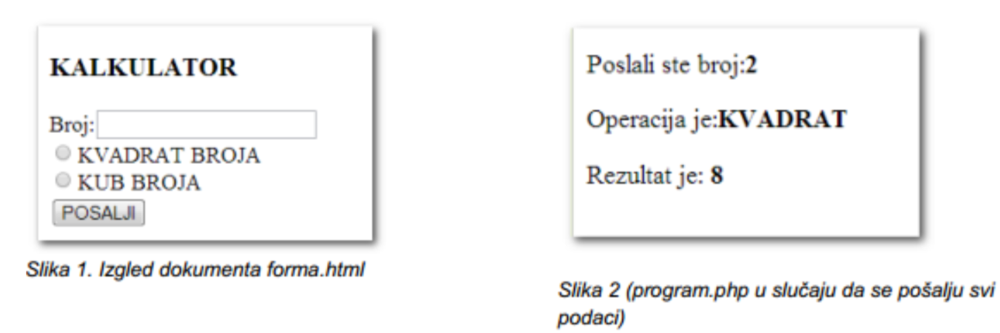 KALKULATOR
Broj:
KVADRAT BROJA
KUB BROJA
POSALJI
Slika 1. Izgled dokumenta forma.html
Poslali ste broj:2
Operacija je:KVADRAT
Rezultat je: 8
Slika 2 (program.php u slučaju da se pošalju svi
podaci)